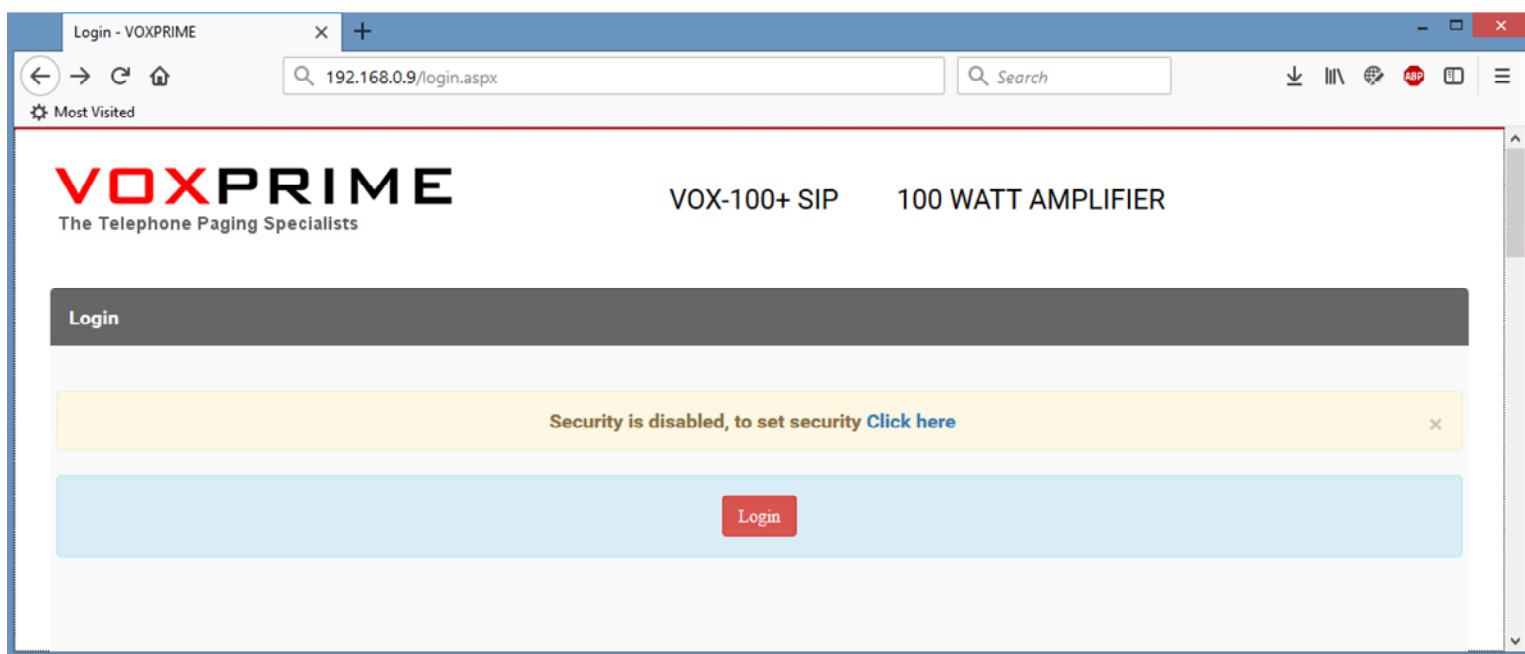 Login - VOXPRIME
192.168.0.9/login.aspx
Search
ABP
Most Visited
VOXPRIME
The Telephone Paging Specialists
VOX-100+ SIP 100 WATT AMPLIFIER
Login
Security is disabled, to set security Click here
Login